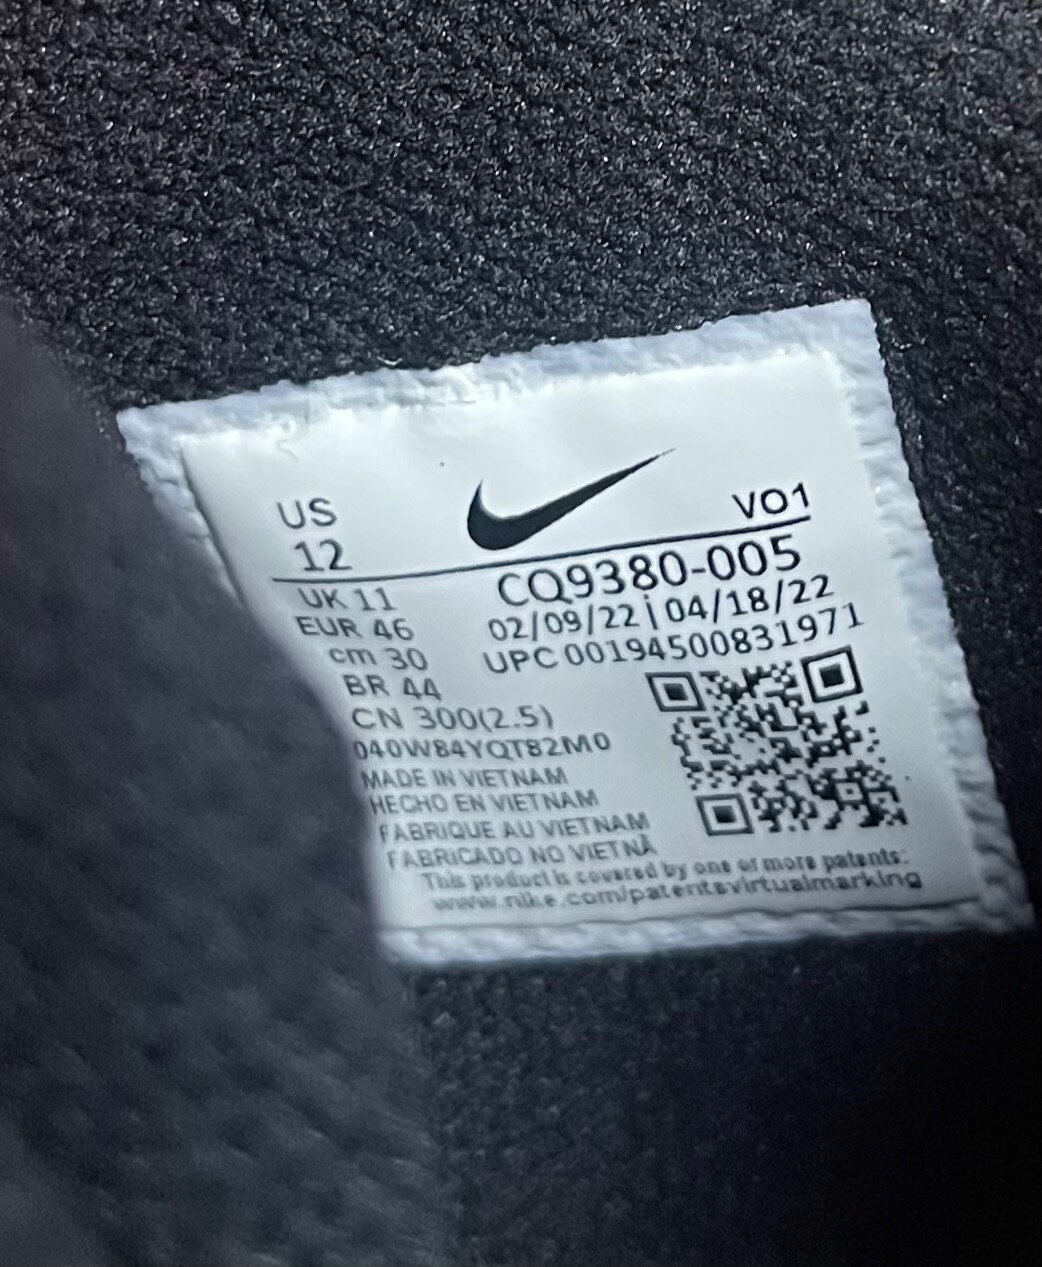 US
12
VO1
UK 11
EUR 46
cm 30
BR 44
CN 300(2.5)
040W84YQT82M0
MADE IN VIETNAM
HECHO EN VIETNAM
FABRIQUE AU VIETNAM
FABRICADO NO VIETNÃ
CQ9380-005
02/09/22 | 04/18/22
UPC 00194500831971
This product is covered by one or more patents:
www.nike.com/patentsvirtualmarking